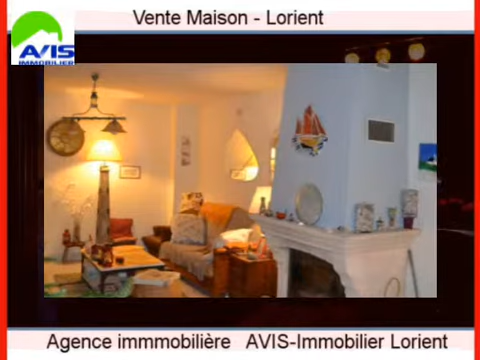 Vente Maison - Lorient
AVIS
IMMOBILIER
Agence immmobilière AVIS-Immobilier Lorient